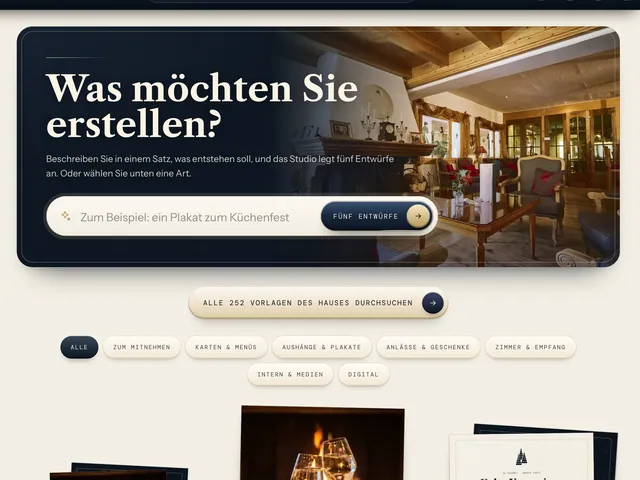 Was möchten Sie
erstellen?
Beschreiben Sie in einem Satz, was entstehen soll, und das Studio legt fünf Entwürfe
an. Oder wählen Sie unten eine Art.
Zum Beispiel: ein Plakat zum Küchenfest
FÜNF ENTWÜRFE
ALLE 252 VORLAGEN DES HAUSES DURCHSUCHEN
ALLE
ZUM MITNEHMEN
KARTEN & MENÜS
AUSHÄNGE & PLAKATE
ANLÄSSE & GESCHENKE
ZIMMER & EMPFANG
INTERN & MEDIEN
DIGITAL